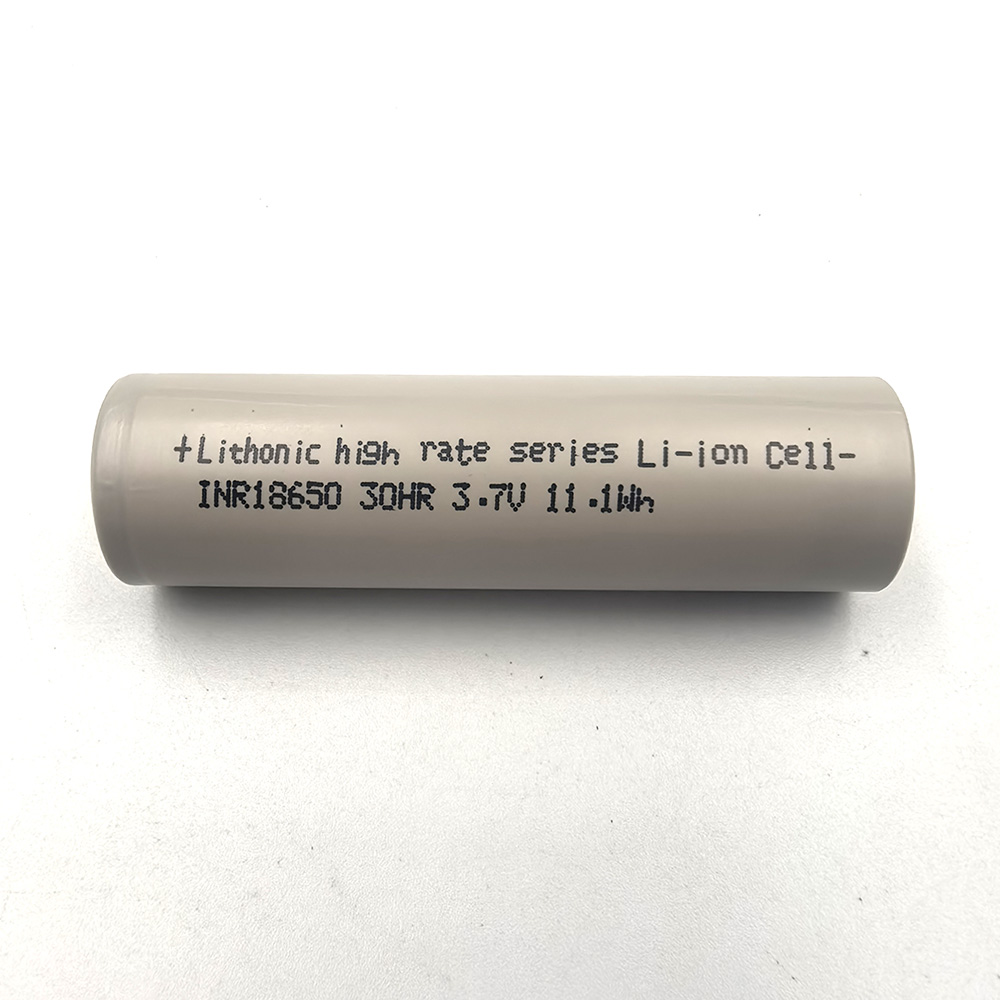 +Lithonic high rate series Li-ion Cell-
INR18650 30HR 3.7V 11.1Wh